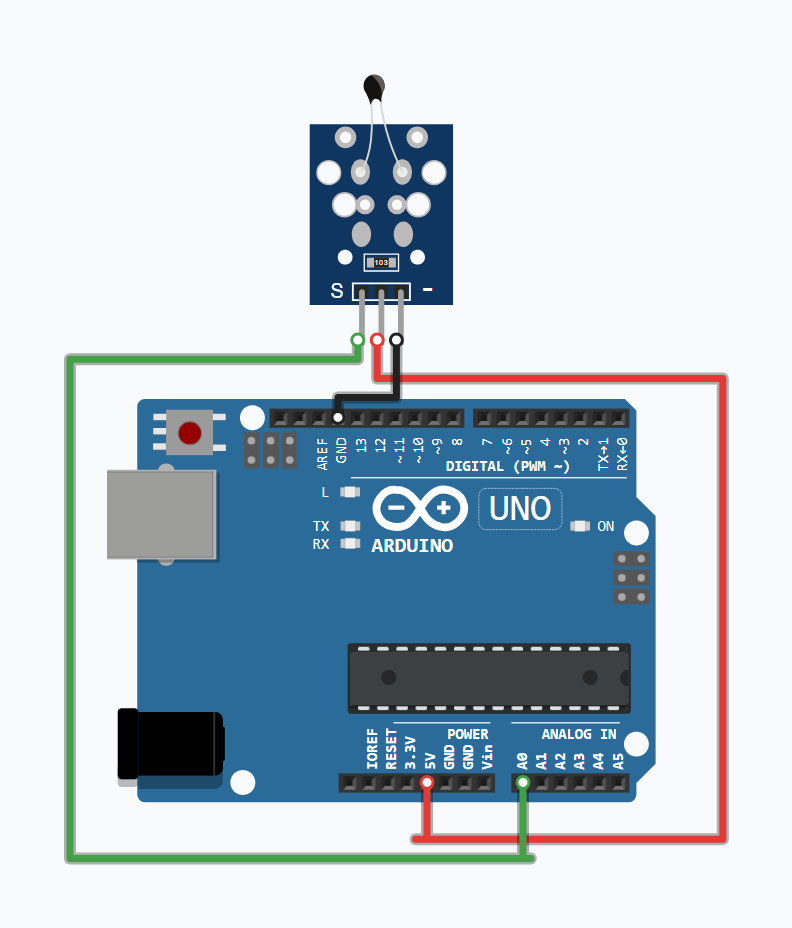 103
S -
AREF GND 13 12 ~11 ~10 ~9 8 7 ~6 ~5 4 ~3 2 TX→1 RX←0
DIGITAL (PWM ~)
L
TX
RX
ARDUINO
UNO
ON
POWER
ANALOG IN
IOREF RESET 3.3V 5V GND GND Vin A0 A1 A2 A3 A4 A5